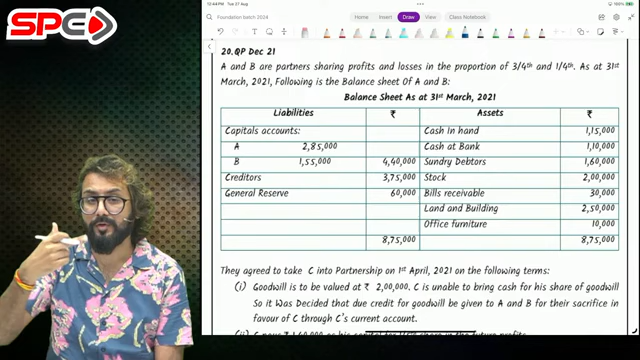 SPC
12:44 PM Tue 27 Aug
100%
Foundation batch 2024
Home Insert Draw View Class Notebook
20.QP Dec 21
A and B are partners sharing profits and losses in the proportion of 3/4th and 1/4th. As at 31st
March, 2021, Following is the Balance sheet Of A and B:
Balance Sheet As at 31st March, 2021
Liabilities ₹ Assets ₹
Capitals accounts: Cash In hand 1,15,000
A 2,85,000 Cash at Bank 1,10,000
B 1,55,000 4,40,000 Sundry Debtors 1,60,000
Creditors 3,75,000 Stock 2,00,000
General Reserve 60,000 Bills receivable 30,000
Land and Building 2,50,000
Office furniture 10,000
8,75,000 8,75,000
They agreed to take C into Partnership on 1st April, 2021 on the following terms:
(i) Goodwill is to be valued at ₹ 2,00,000. C is unable to bring cash for his share of goodwill
So it Was Decided that due credit for goodwill be given to A and B for their sacrifice in
favour of C through C's current account.